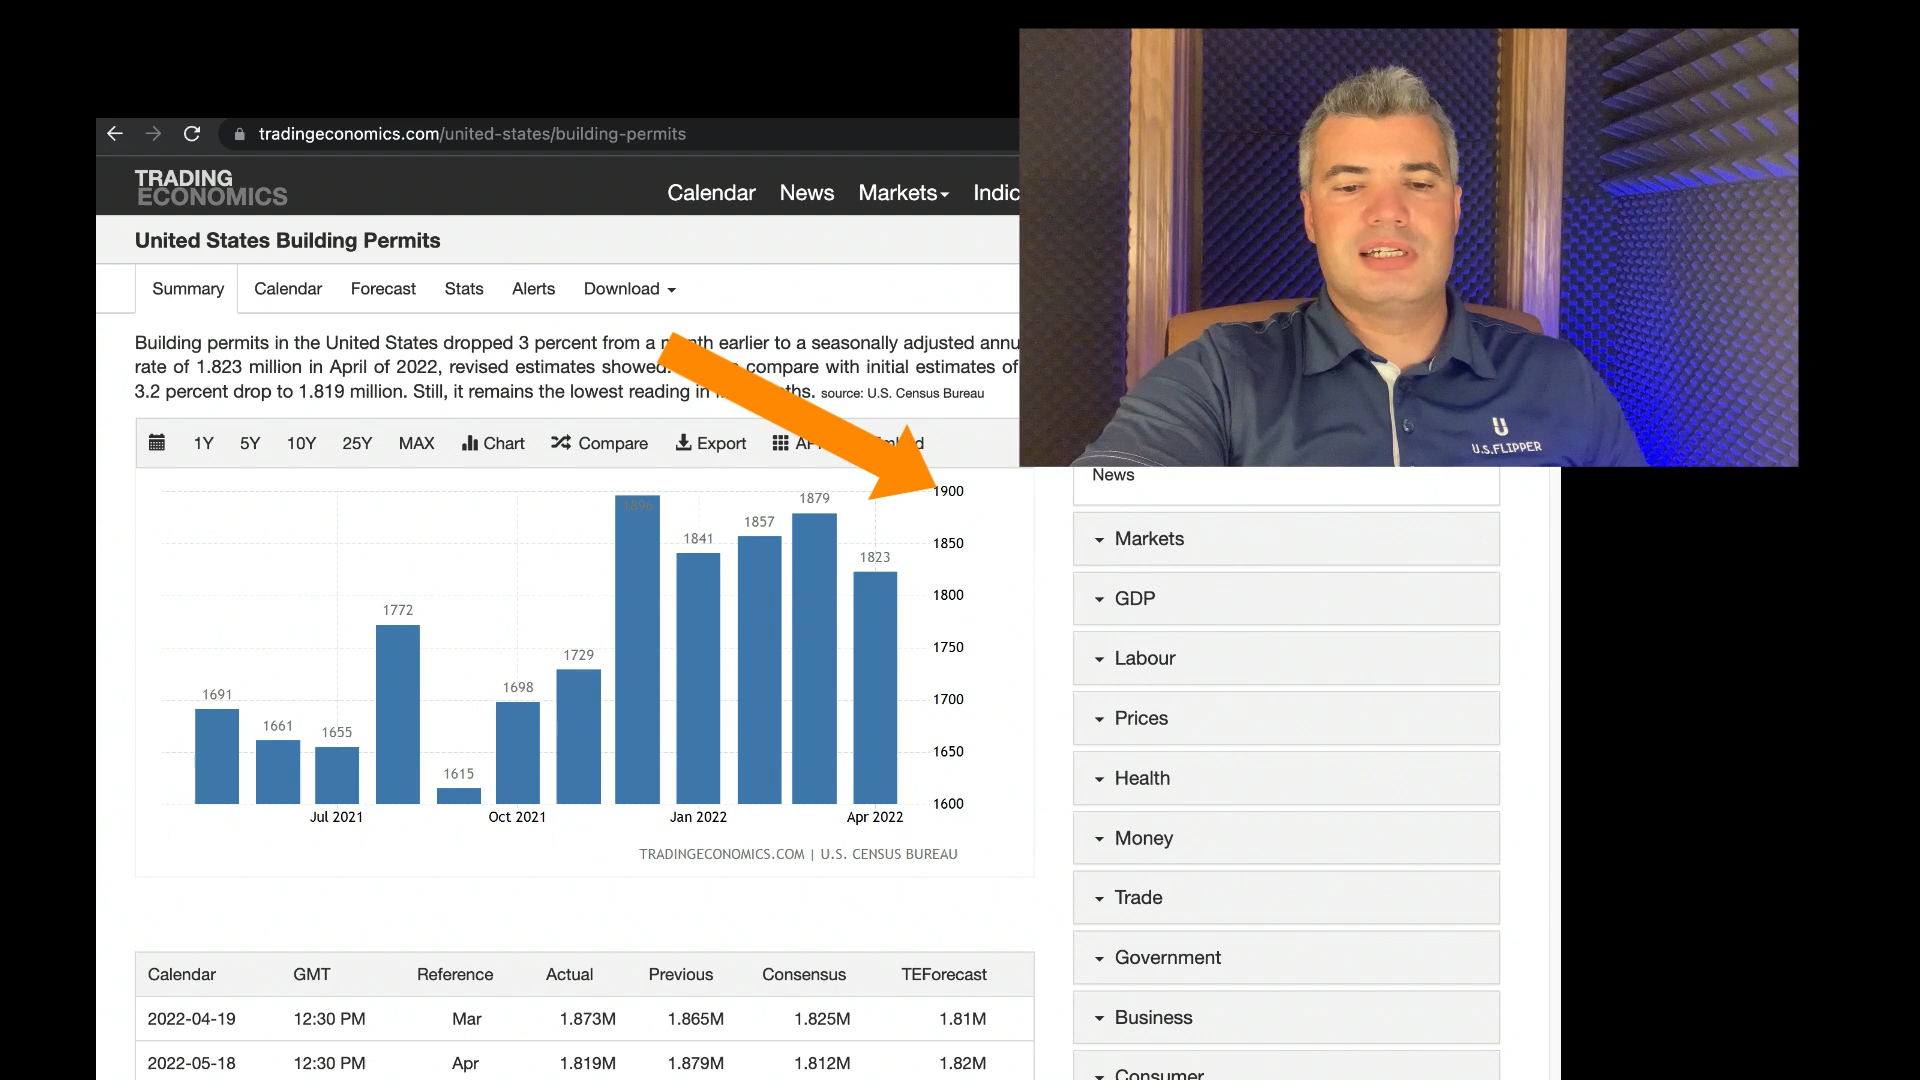 tradingeconomics.com/united-states/building-permits
TRADING
ECONOMICS
Calendar News Markets Indic
United States Building Permits
Summary Calendar Forecast Stats Alerts Download
Building permits in the United States dropped 3 percent from a m nth earlier to a seasonally adjusted annu
rate of 1.823 million in April of 2022, revised estimates showed. compare with initial estimates of
3.2 percent drop to 1.819 million. Still, it remains the lowest reading in ths. source: U.S. Census Bureau
1Y 5Y 10Y 25Y MAX Chart Compare Export
U
U.S.FLIPPER
News
1900
1896
1879
1857
1841
1850
1823
1800
1772
1750
1729
1698
1700
1691
1661
1655
1650
1615
1600
Jul 2021 Oct 2021 Jan 2022 Apr 2022
TRADINGECONOMICS.COM | U.S. CENSUS BUREAU
Markets
GDP
Labour
Prices
Health
Money
Trade
Government
Business
Consumer
Calendar GMT Reference Actual Previous Consensus TEForecast
2022-04-19 12:30 PM Mar 1.873M 1.865M 1.825M 1.81M
2022-05-18 12:30 PM Apr 1.819M 1.879M 1.812M 1.82M